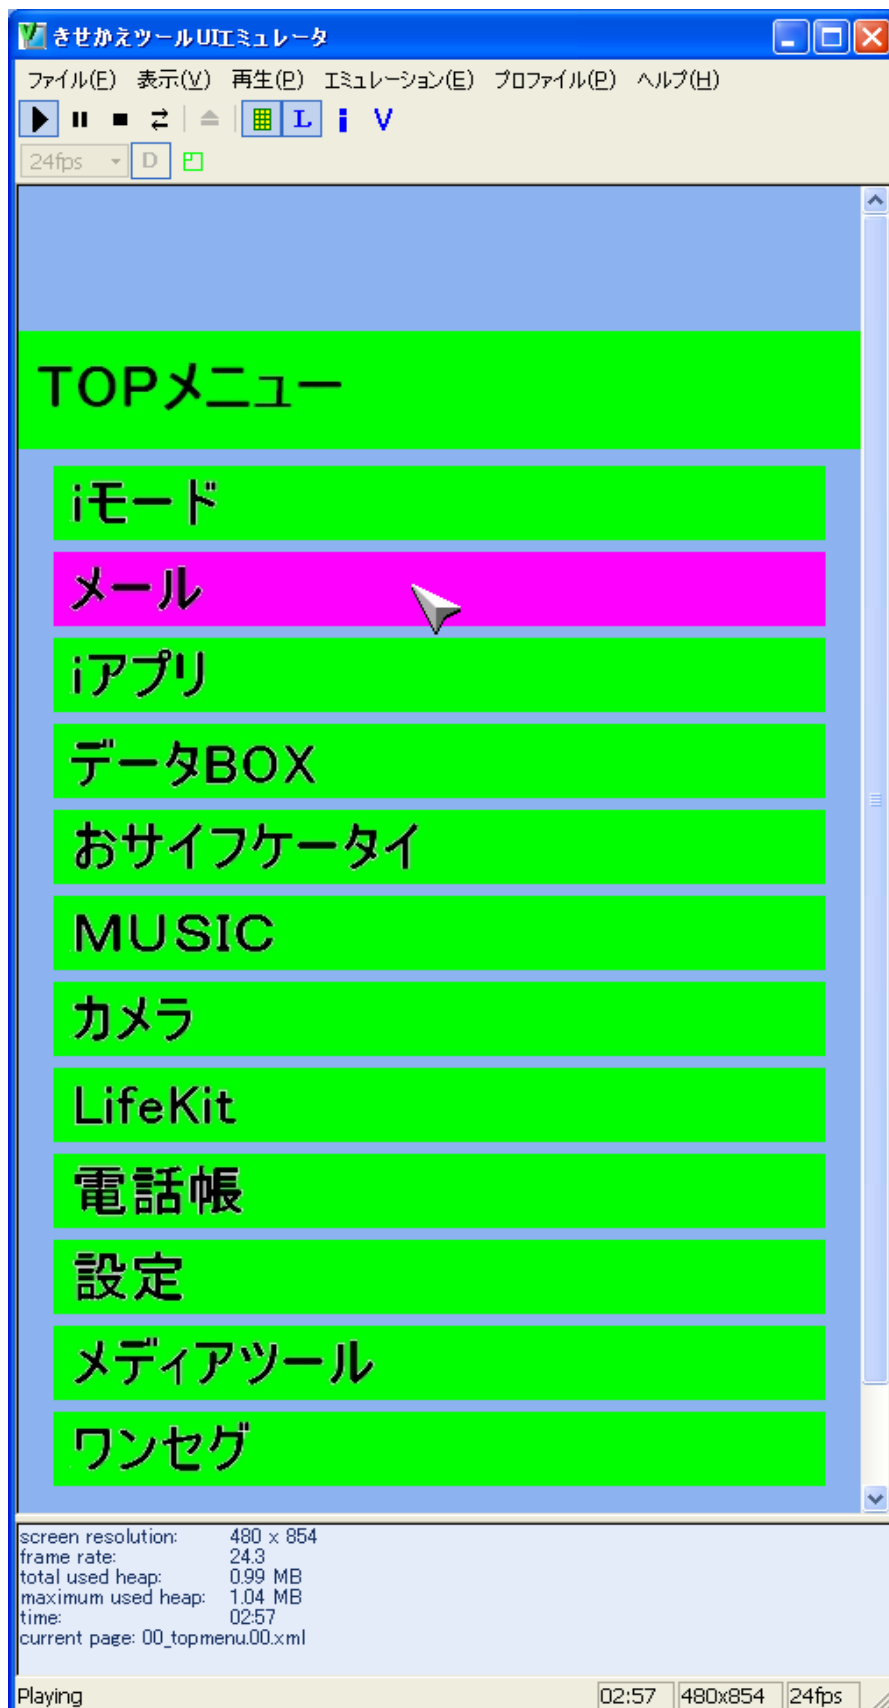 きせかえツールUIエミュレータ
ファイル(F) 表示(V) 再生(P) エミュレーション(E) プロファイル(P) ヘルプ(H)
L i V
24fps D
TOPメニュー
iモード
メール
iアプリ
データBOX
おサイフケータイ
MUSIC
カメラ
LifeKit
電話帳
設定
メディアツール
ワンセグ
screen resolution: 480 x 854
frame rate: 24.3
total used heap: 0.99 MB
maximum used heap: 1.04 MB
time: 02:57
current page: 00_topmenu.00.xml
Playing 02:57 480x854 24fps